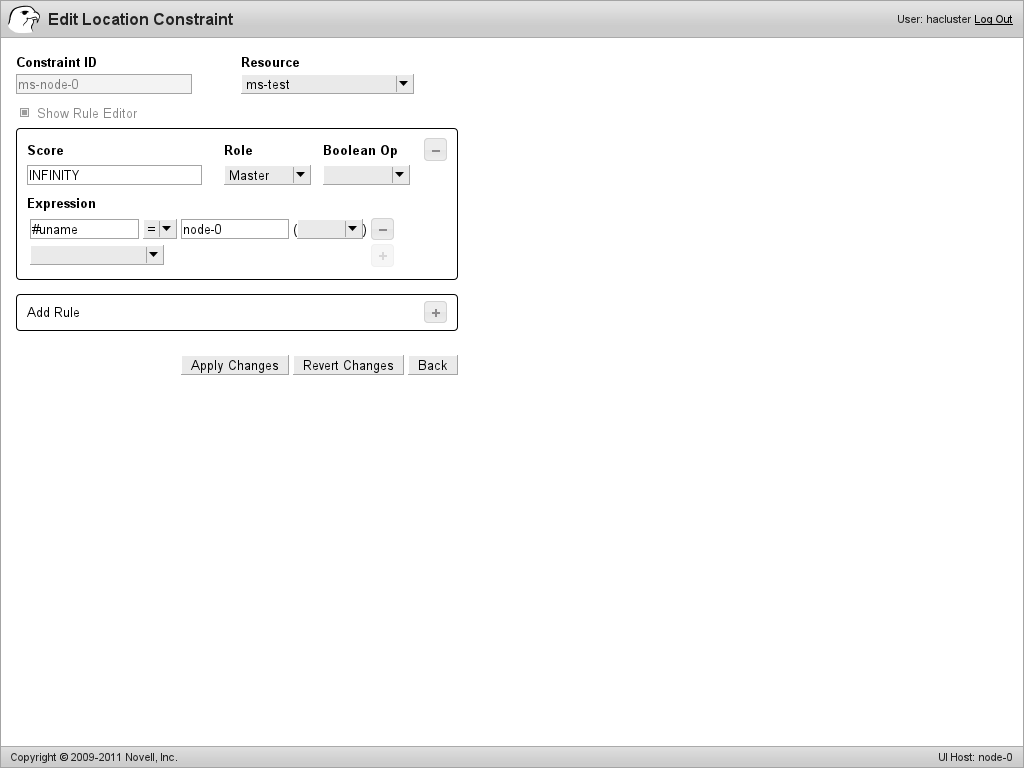 Edit Location Constraint
User: hacluster Log Out
Constraint ID Resource
ms-node-0 ms-test
Show Rule Editor
Score Role Boolean Op
INFINITY Master
Expression
#uname = node-0 ( )
Add Rule
Apply Changes Revert Changes Back
Copyright © 2009-2011 Novell, Inc. UI Host: node-0